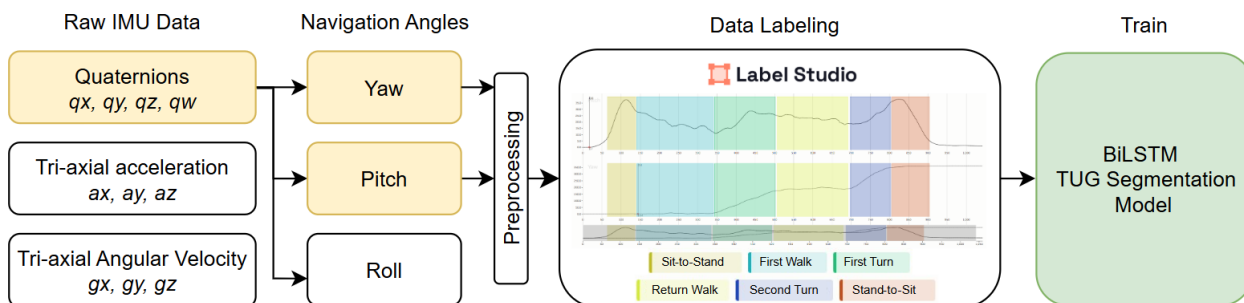 Raw IMU Data
Navigation Angles
Data Labeling
Train
Quaternions
qx, qy, qz, qw
Tri-axial acceleration
ax, ay, az
Tri-axial Angular Velocity
gx, gy, gz
Yaw
Pitch
Roll
Preprocessing
Label Studio
Sit-to-Stand
First Walk
First Turn
Return Walk
Second Turn
Stand-to-Sit
BiLSTM
TUG Segmentation
Model